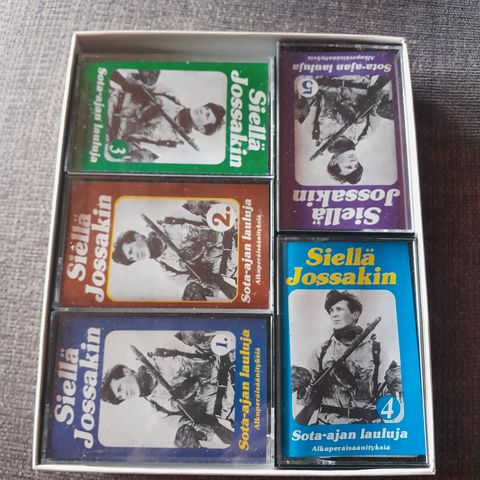 Siellä
Jossakin
3
Sota-ajan lauluja
Siellä
Jossakin
5
Sota-ajan lauluja
Alkuperäisäänityksiä
Siellä
Jossakin
2.
Sota-ajan lauluja
Alkuperäisäänityksiä
Siellä
Jossakin
4
Sota-ajan lauluja
Alkuperäisäänityksiä
Siellä
Jossakin
1.
Sota-ajan lauluja
Alkuperäisäänityksiä